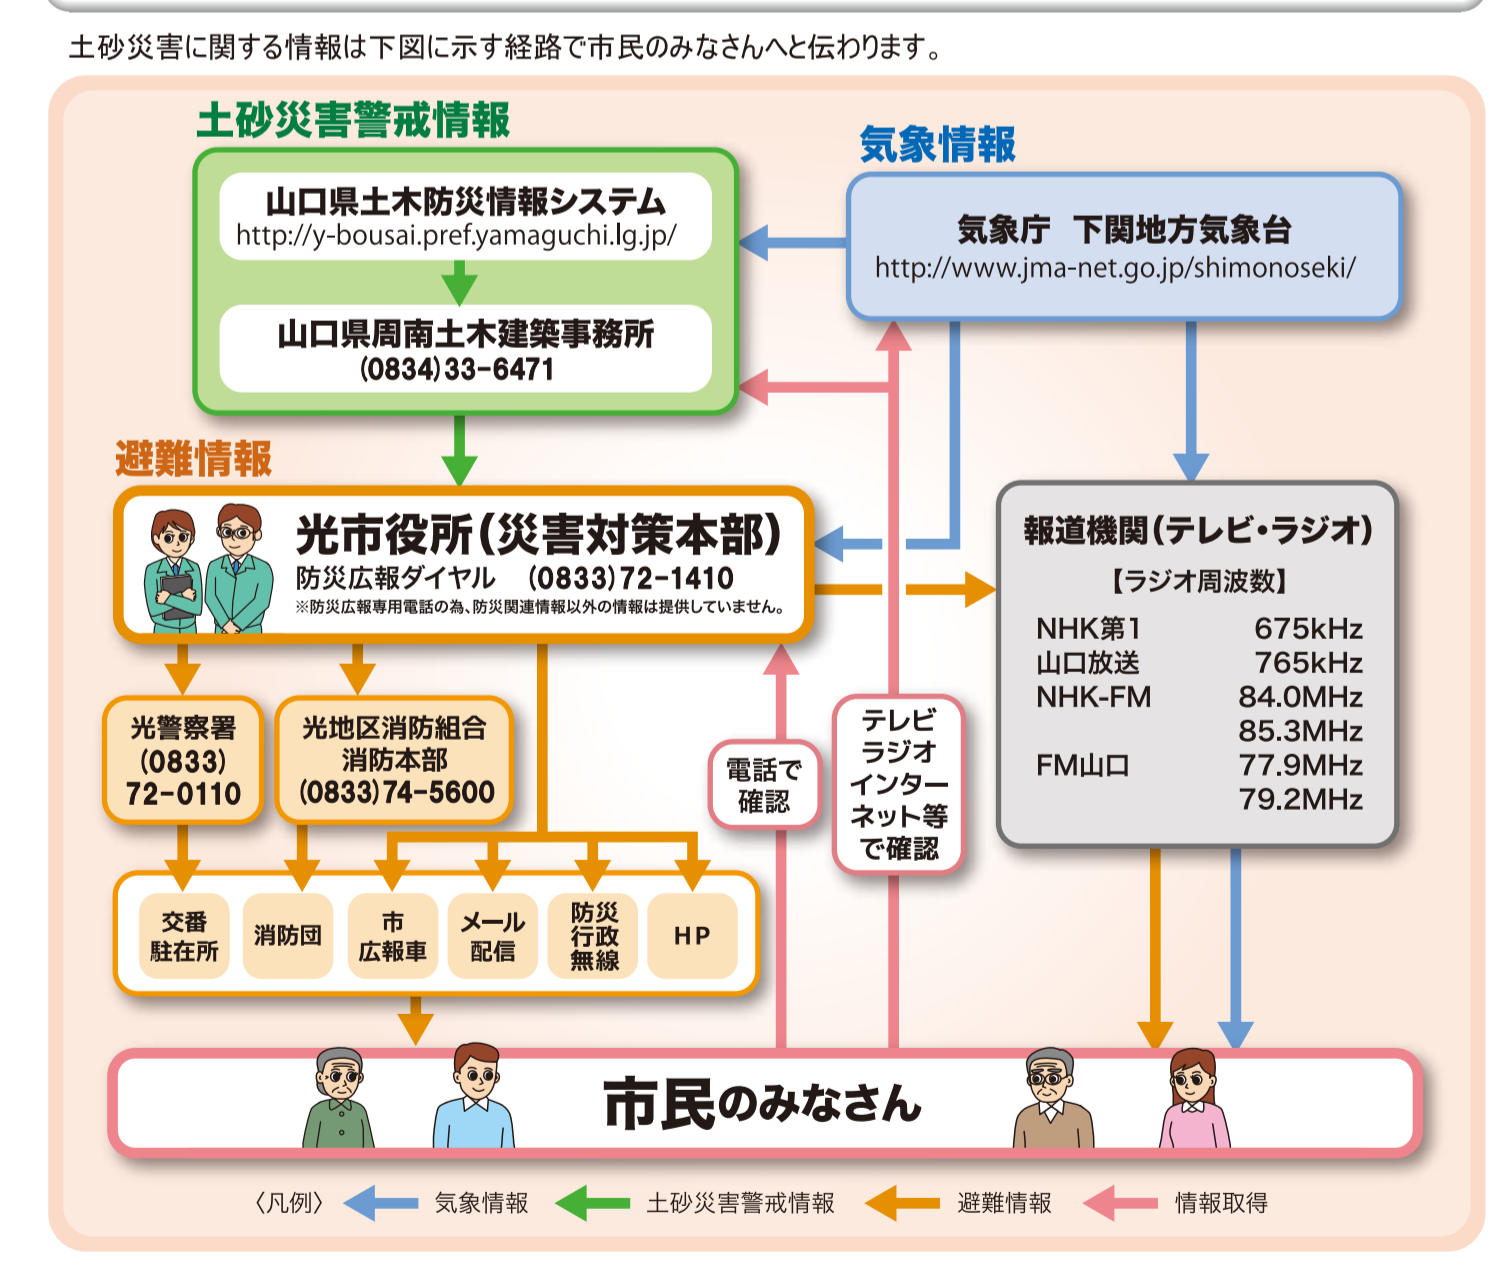 土砂災害に関する情報は下図に示す経路で市民のみなさんへと伝わります。
土砂災害警戒情報
山口県土木防災情報システム
http://y-bousai.pref.yamaguchi.lg.jp/
山口県周南土木建築事務所
(0834)33-6471
気象情報
気象庁 下関地方気象台
http://www.jma-net.go.jp/shimonoseki/
避難情報
光市役所(災害対策本部)
防災広報ダイヤル (0833)72-1410
※防災広報専用電話の為、防災関連情報以外の情報は提供していません。
報道機関(テレビ・ラジオ)
【ラジオ周波数】
NHK第1 675kHz
山口放送 765kHz
NHK-FM 84.0MHz
85.3MHz
FM山口 77.9MHz
79.2MHz
光警察署
(0833)
72-0110
光地区消防組合
消防本部
(0833)74-5600
電話で
確認
テレビ
ラジオ
インター
ネット等
で確認
交番
駐在所
消防団
市
広報車
メール
配信
防災
行政
無線
HP
市民のみなさん
〈凡例〉 気象情報 土砂災害警戒情報 避難情報 情報取得